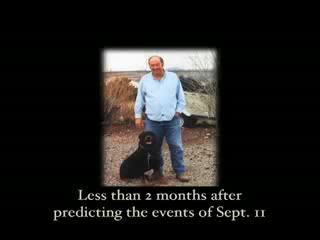 Less than 2 months after
predicting the events of Sept. 11